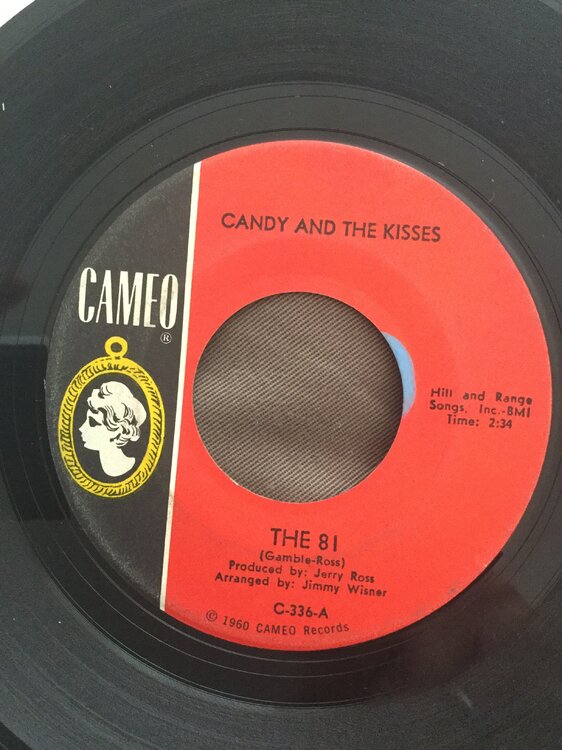 CANDY AND THE KISSES
CAMEO
®
Hill and Range
Songs, Inc.-BMI
Time: 2:34
THE 81
(Gamble-Ross)
Produced by: Jerry Ross
Arranged by: Jimmy Wisner
C-336-A
© 1960 CAMEO Records